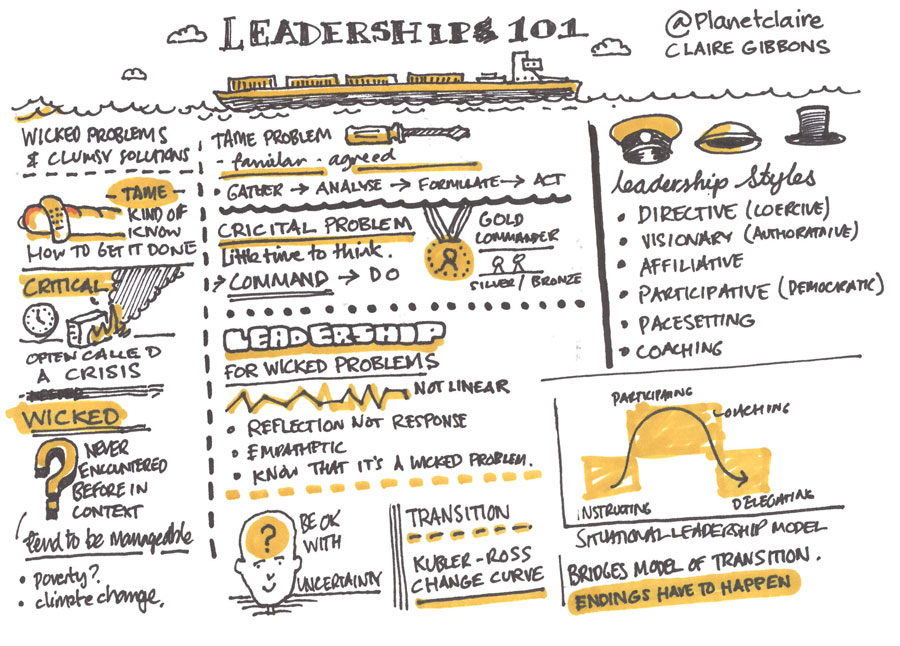 LEADERSHIPS 101
@Planetclaire
CLAIRE GIBBONS
WICKED PROBLEMS
& CLUMSY SOLUTIONS
TAME
KIND OF
KNOW
HOW TO GET IT DONE
CRITICAL
OFTEN CALLED
A CRISIS
WICKED
?
NEVER
ENCOUNTERED
BEFORE IN
CONTEXT
tend to be manageable
• poverty?
• climate change.
TAME PROBLEM
- familar - agreed
• GATHER → ANALYSE → FORMULATE → ACT
CRICITAL PROBLEM
little time to think.
→ COMMAND → DO
GOLD
COMMANDER
SILVER/ BRONZE
LEADERSHIP
FOR WICKED PROBLEMS
NOT LINEAR
• REFLECTION NOT RESPONSE
• EMPATHETIC
• KNOW THAT IT'S A WICKED PROBLEM.
?
BE OK
WITH
UNCERTAINTY
TRANSITION
KUBLER-ROSS
CHANGE CURVE
leadership styles
• DIRECTIVE (COERCIVE)
• VISIONARY (AUTHORATAIVE)
• AFFILIATIVE
• PARTICIPATIVE (DEMOCRATIC)
• PACESETTING
• COACHING
PARTICIPATING
COACHING
INSTRUCTING
DELEGATING
SITUATIONAL LEADERSHIP MODEL
BRIDGES MODEL OF TRANSITION.
ENDINGS HAVE TO HAPPEN